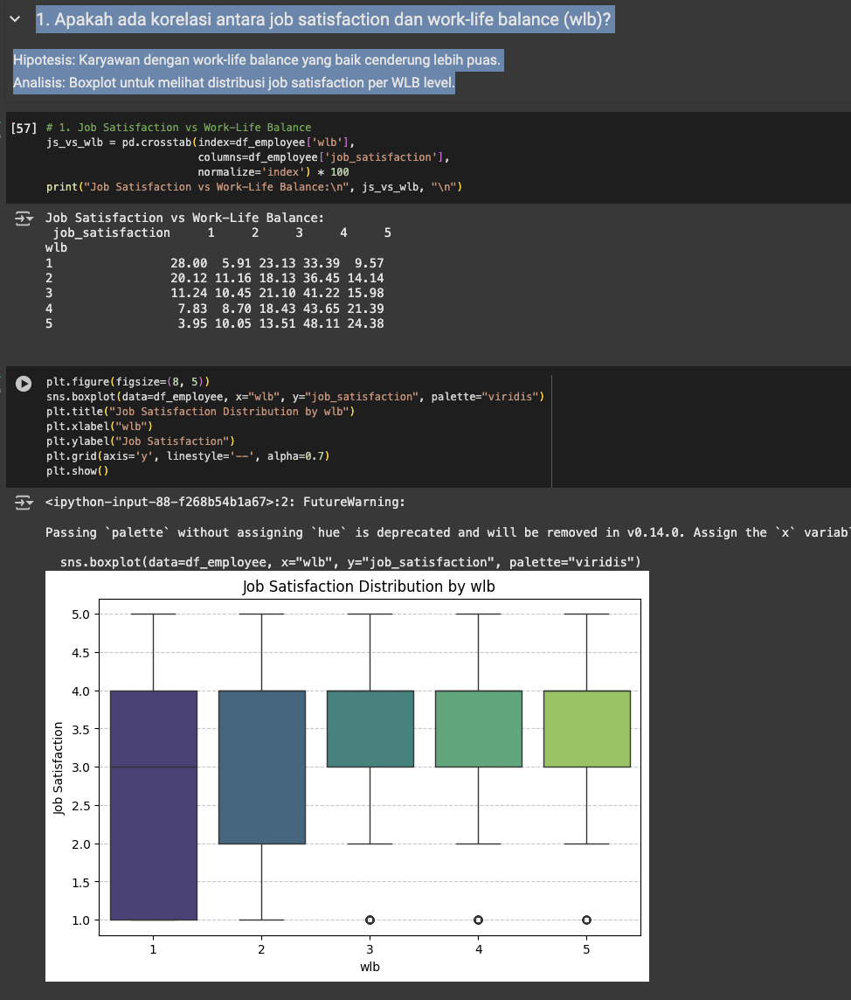 1. Apakah ada korelasi antara job satisfaction dan work-life balance (wlb)?
Hipotesis: Karyawan dengan work-life balance yang baik cenderung lebih puas.
Analisis: Boxplot untuk melihat distribusi job satisfaction per WLB level.
[57] # 1. Job Satisfaction vs Work-Life Balance
js_vs_wlb = pd.crosstab(index=df_employee['wlb'],
columns=df_employee['job_satisfaction'],
normalize='index') * 100
print("Job Satisfaction vs Work-Life Balance:\n", js_vs_wlb, "\n")
Job Satisfaction vs Work-Life Balance:
job_satisfaction 1 2 3 4 5
wlb
1 28.00 5.91 23.13 33.39 9.57
2 20.12 11.16 18.13 36.45 14.14
3 11.24 10.45 21.10 41.22 15.98
4 7.83 8.70 18.43 43.65 21.39
5 3.95 10.05 13.51 48.11 24.38
plt.figure(figsize=(8, 5))
sns.boxplot(data=df_employee, x="wlb", y="job_satisfaction", palette="viridis")
plt.title("Job Satisfaction Distribution by wlb")
plt.xlabel("wlb")
plt.ylabel("Job Satisfaction")
plt.grid(axis='y', linestyle='--', alpha=0.7)
plt.show()
<ipython-input-88-f268b54b1a67>:2: FutureWarning:
Passing `palette` without assigning `hue` is deprecated and will be removed in v0.14.0. Assign the `x` variab
sns.boxplot(data=df_employee, x="wlb", y="job_satisfaction", palette="viridis")
Job Satisfaction Distribution by wlb
5.0
4.5
4.0
3.5
3.0
2.5
2.0
1.5
1.0
Job Satisfaction
1 2 3 4 5
wlb